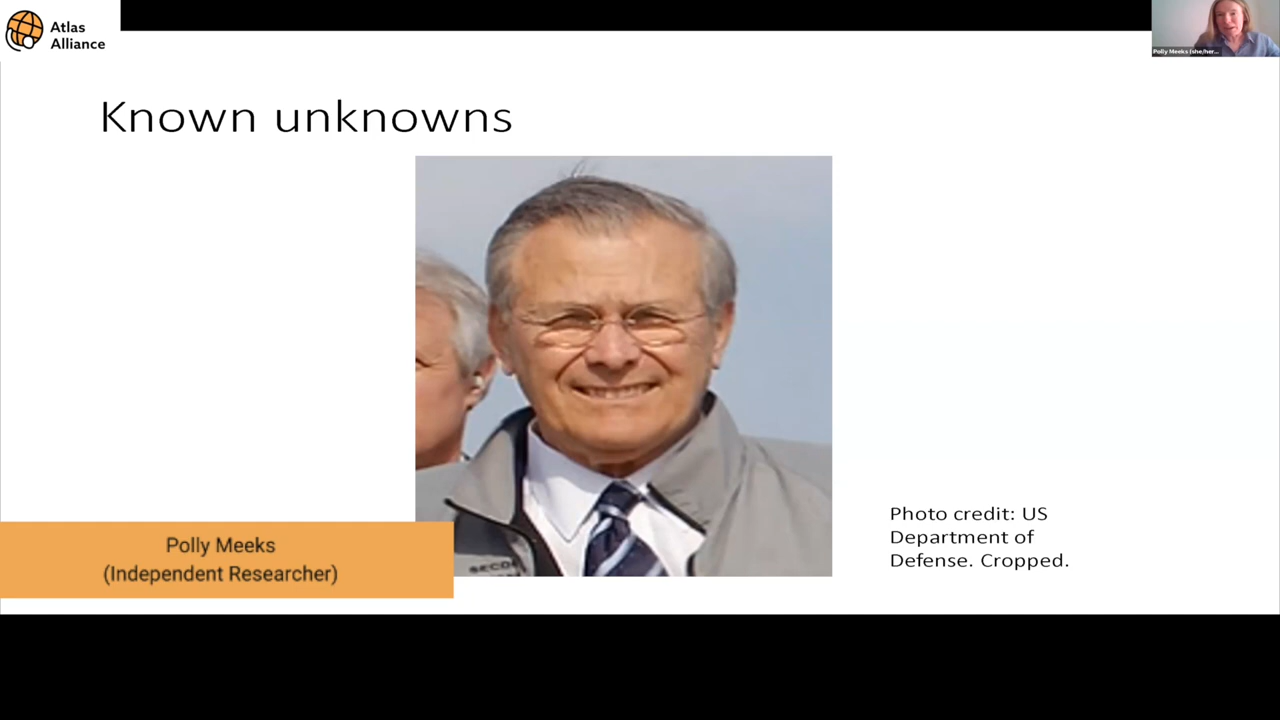 Atlas
Alliance
Polly Meeks (she/her...
Known unknowns
Photo credit: US
Department of
Defense. Cropped.
Polly Meeks
(Independent Researcher)